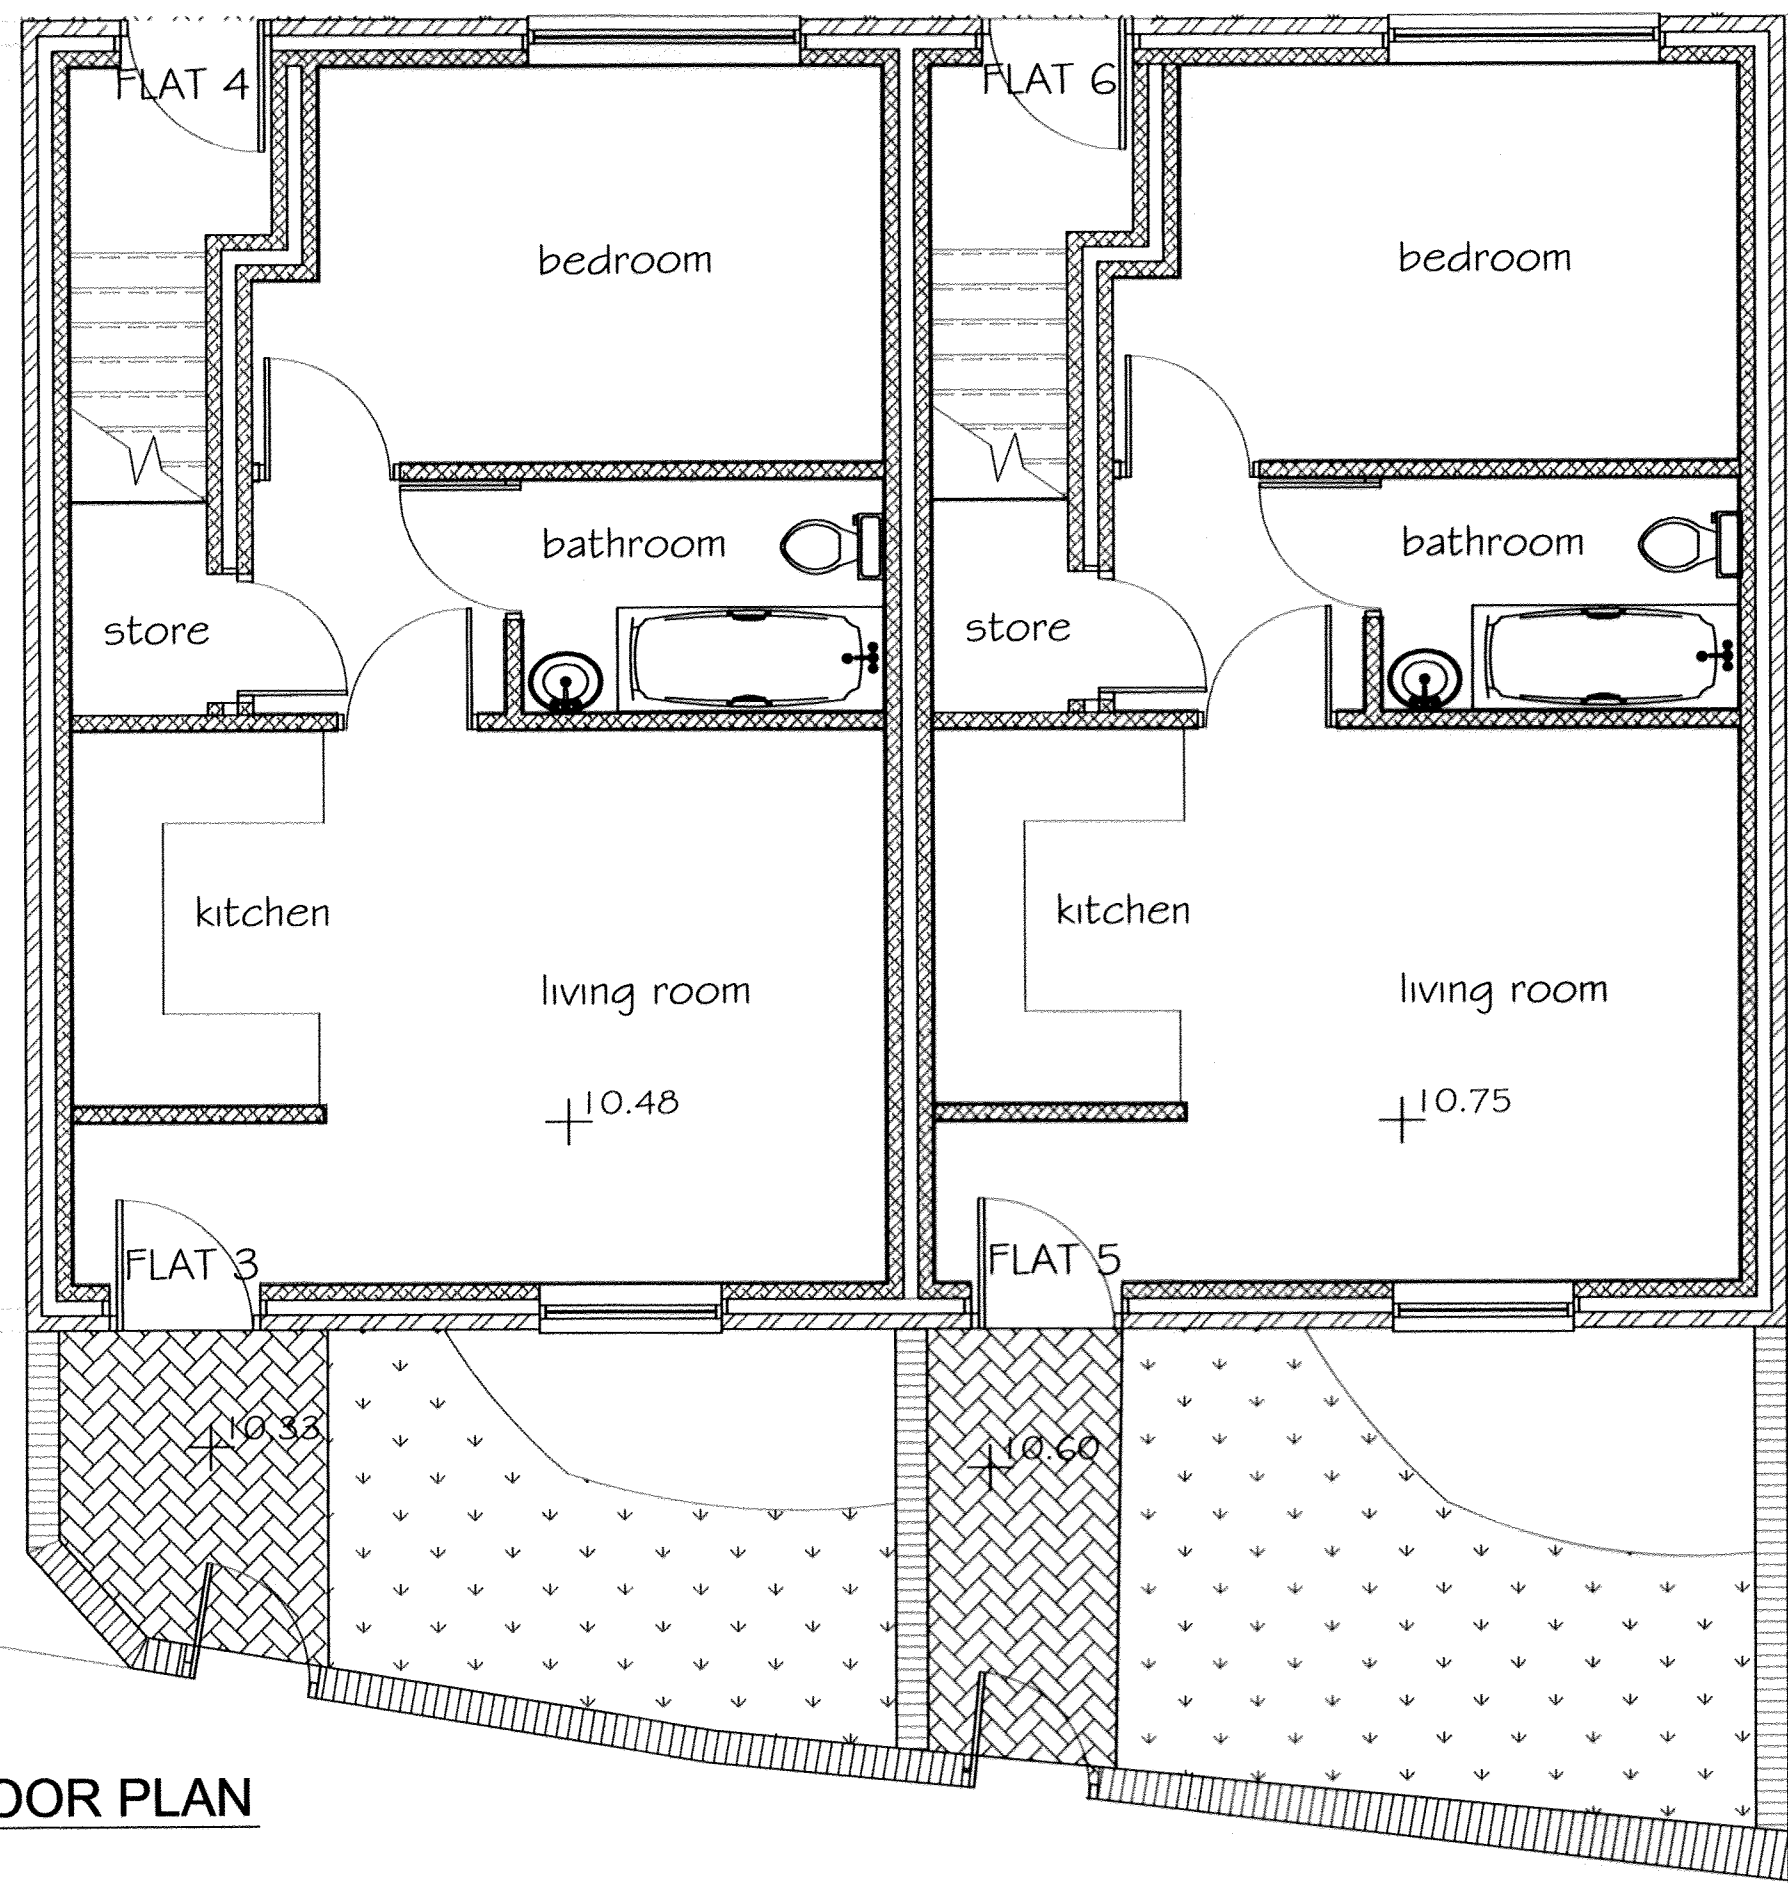 FLAT 4
FLAT 6
bedroom
bedroom
bathroom
bathroom
store
store
kitchen
kitchen
living room
living room
10.48
10.75
FLAT 3
FLAT 5
10.33
10.60
OOR PLAN